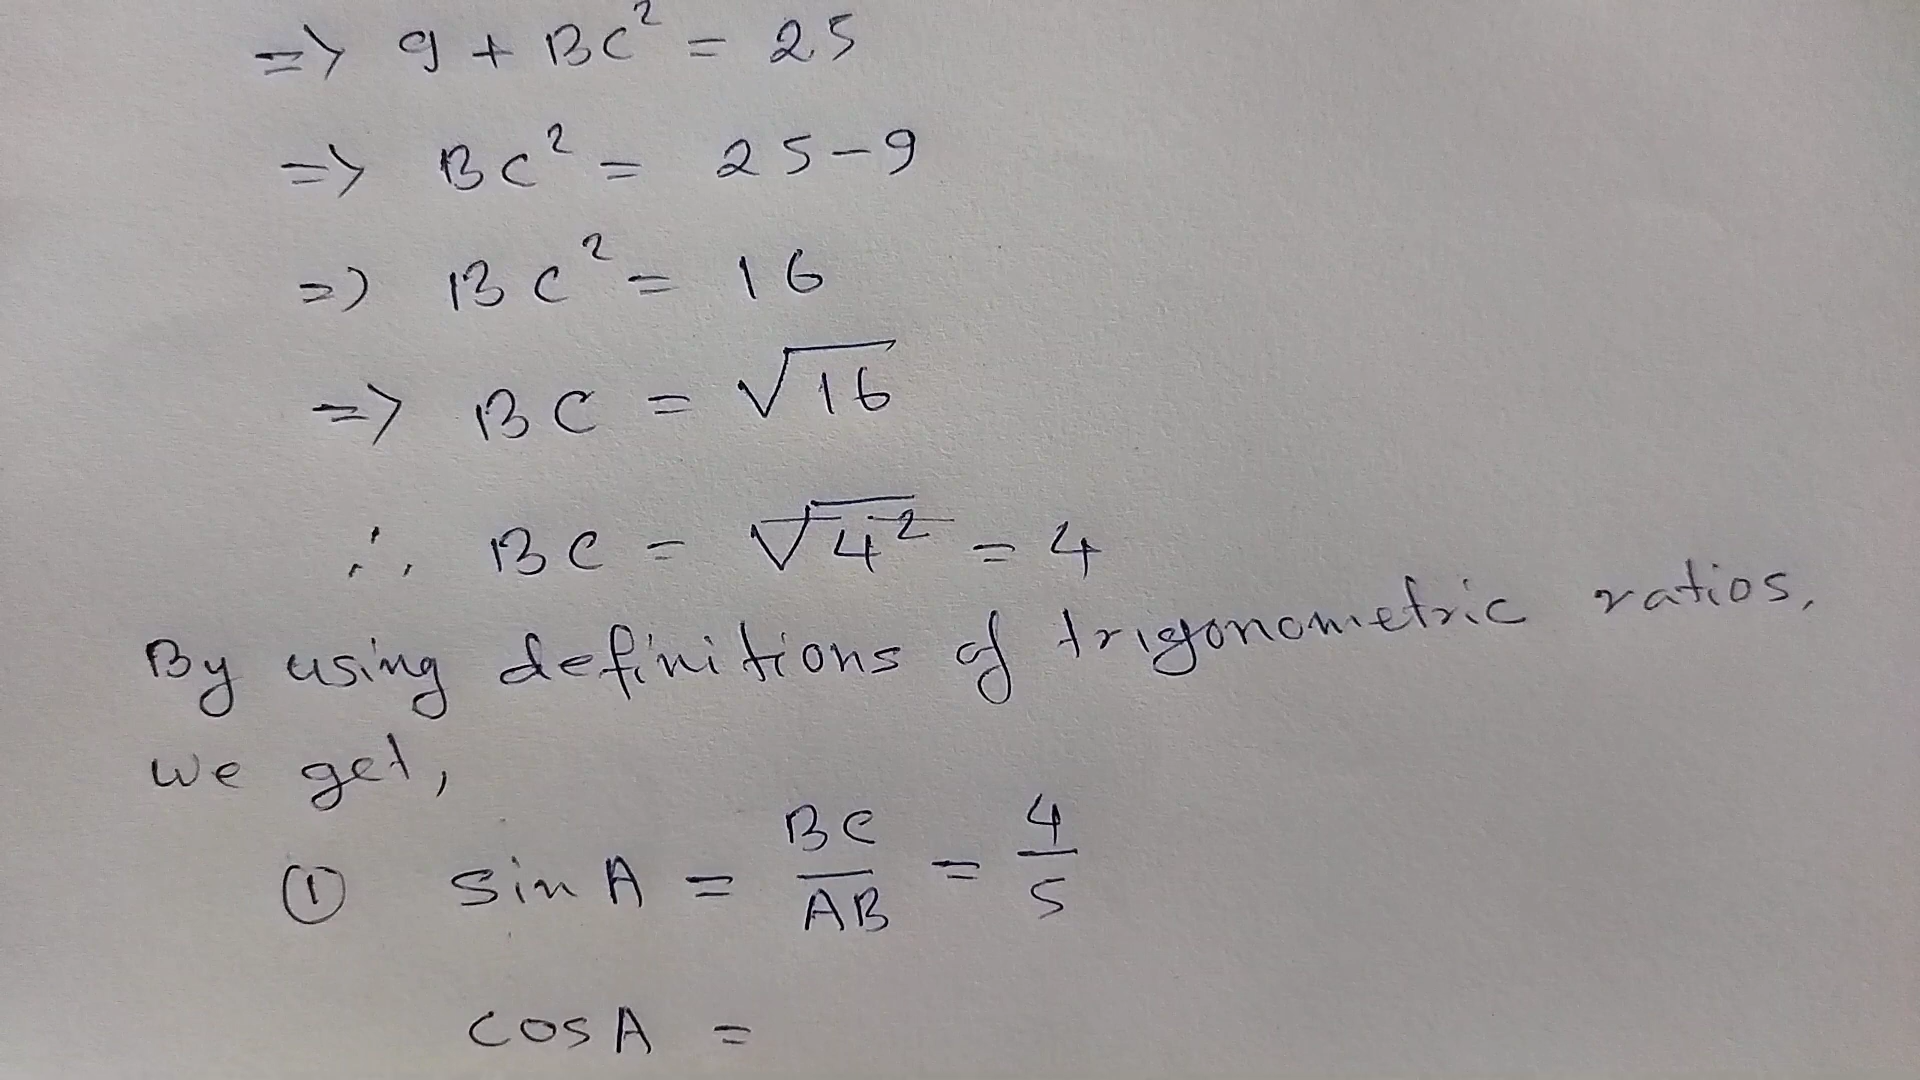 => 9 + BC² = 25
=> BC² = 25-9
=> BC² = 16
=> BC = √16
∴ BC = √4² = 4
By using definitions of trigonometric ratios,
we get,
① sin A = BC/AB = 4/5
cos A =